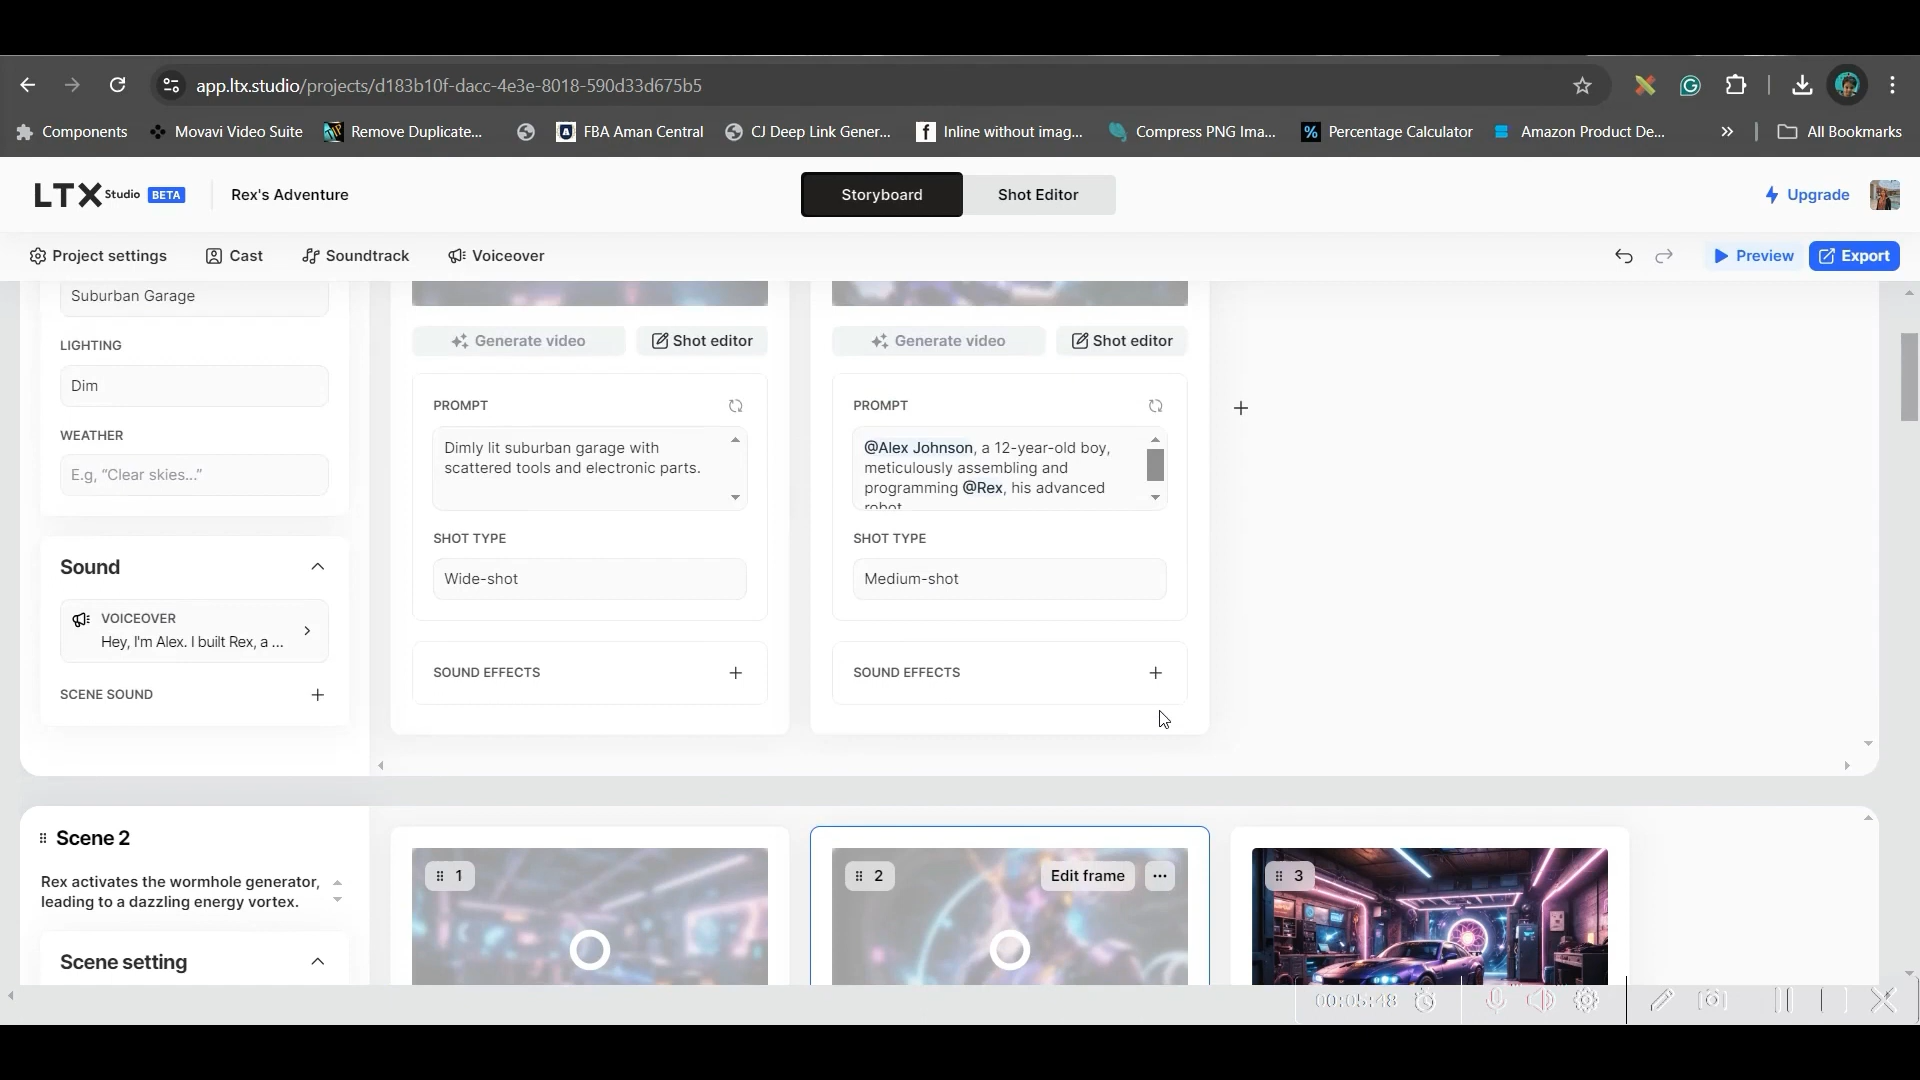 app.ltx.studio/projects/d183b10f-dacc-4e3e-8018-590d33d675b5
Components
Movavi Video Suite
Remove Duplicate...
FBA Aman Central
CJ Deep Link Gener...
Inline without imag...
Compress PNG Ima...
Percentage Calculator
Amazon Product De...
All Bookmarks
LTX Studio BETA
Rex's Adventure
Storyboard
Shot Editor
Upgrade
Project settings
Cast
Soundtrack
Voiceover
Preview
Export
Suburban Garage
LIGHTING
Dim
WEATHER
E.g, “Clear skies...”
Sound
VOICEOVER
Hey, I'm Alex. I built Rex, a ...
SCENE SOUND
Generate video
Shot editor
PROMPT
Dimly lit suburban garage with
scattered tools and electronic parts.
SHOT TYPE
Wide-shot
SOUND EFFECTS
Generate video
Shot editor
PROMPT
@Alex Johnson, a 12-year-old boy,
meticulously assembling and
programming @Rex, his advanced
robot
SHOT TYPE
Medium-shot
SOUND EFFECTS
Scene 2
Rex activates the wormhole generator,
leading to a dazzling energy vortex.
Scene setting
1
2
Edit frame
3
00:05:48